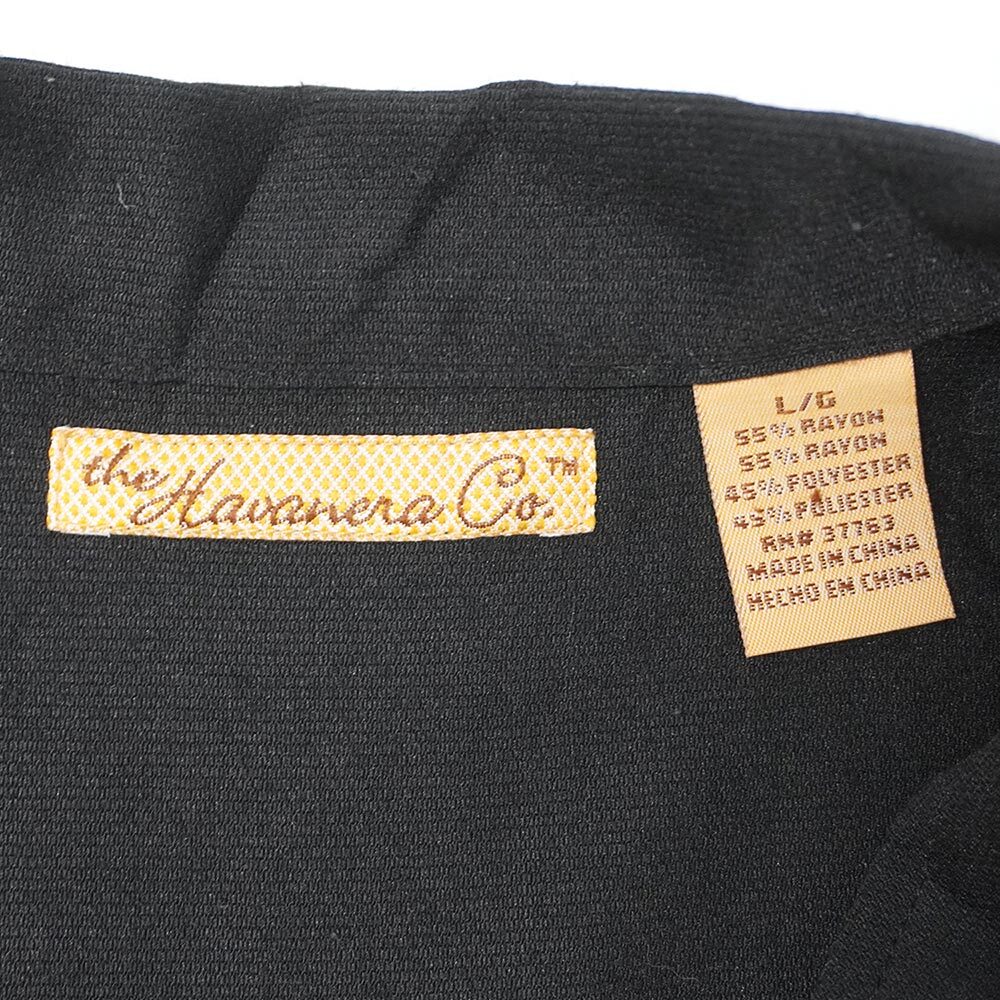 the Havanera Co.™
L/G
55% RAYON
55% RAYON
45% POLYESTER
45% POLIESTER
RN# 37763
MADE IN CHINA
HECHO EN CHINA